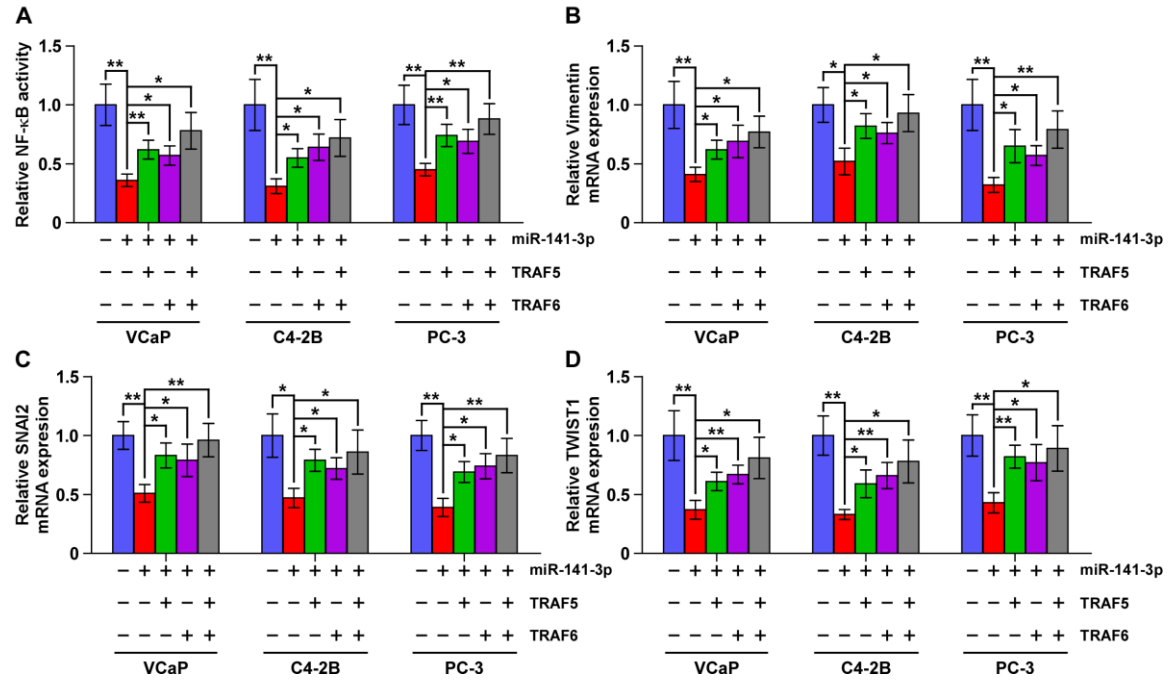 A
Relative NF-κB activity
1.5
1.0
0.5
0
** * * **
** * * *
** ** * **
− + + + + − + + + + − + + + + miR-141-3p
− − + − + − − + − + − − + − + TRAF5
− − − + + − − − + + − − − + + TRAF6
VCaP C4-2B PC-3
B
Relative Vimentin
mRNA expresion
1.5
1.0
0.5
0
** * * *
* * * *
** ** * *
− + + + + − + + + + − + + + + miR-141-3p
− − + − + − − + − + − − + − + TRAF5
− − − + + − − − + + − − − + + TRAF6
VCaP C4-2B PC-3
C
Relative SNAI2
mRNA expresion
1.5
1.0
0.5
0
** ** * *
* * * *
** ** * *
− + + + + − + + + + − + + + + miR-141-3p
− − + − + − − + − + − − + − + TRAF5
− − − + + − − − + + − − − + + TRAF6
VCaP C4-2B PC-3
D
Relative TWIST1
mRNA expresion
1.5
1.0
0.5
0
** * ** *
** * ** *
** * * **
− + + + + − + + + + − + + + + miR-141-3p
− − + − + − − + − + − − + − + TRAF5
− − − + + − − − + + − − − + + TRAF6
VCaP C4-2B PC-3